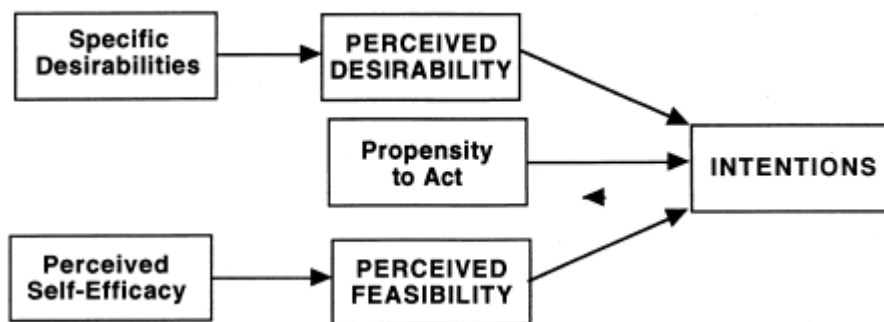 Specific
Desirabilities
PERCEIVED
DESIRABILITY
Propensity
to Act
INTENTIONS
Perceived
Self-Efficacy
PERCEIVED
FEASIBILITY